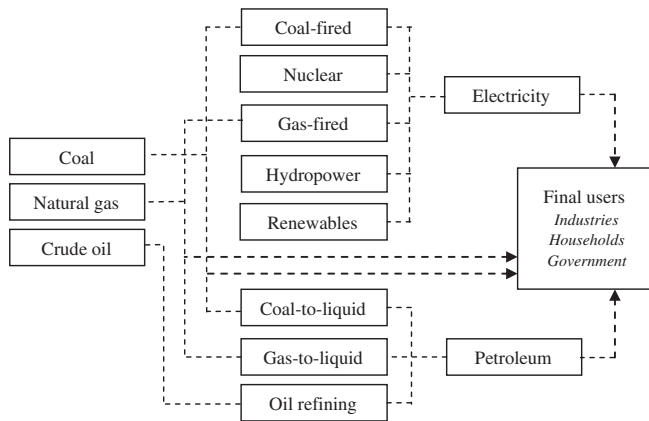 Coal-fired
Nuclear
Electricity
Gas-fired
Coal
Hydropower
Natural gas
Final users
Industries
Households
Government
Renewables
Crude oil
Coal-to-liquid
Gas-to-liquid
Petroleum
Oil refining